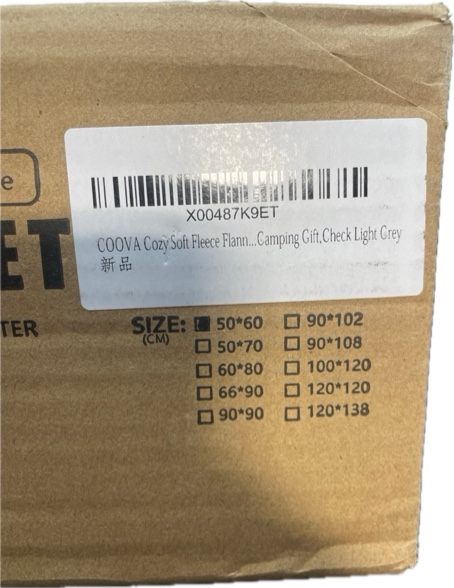 e
X00487K9ET
COOVA Cozy Soft Fleece Flann...Camping Gift,Check Light Grey
新品
ET
TER
SIZE: 50*60 90*102
(CM) 50*70 90*108
60*80 100*120
66*90 120*120
90*90 120*138